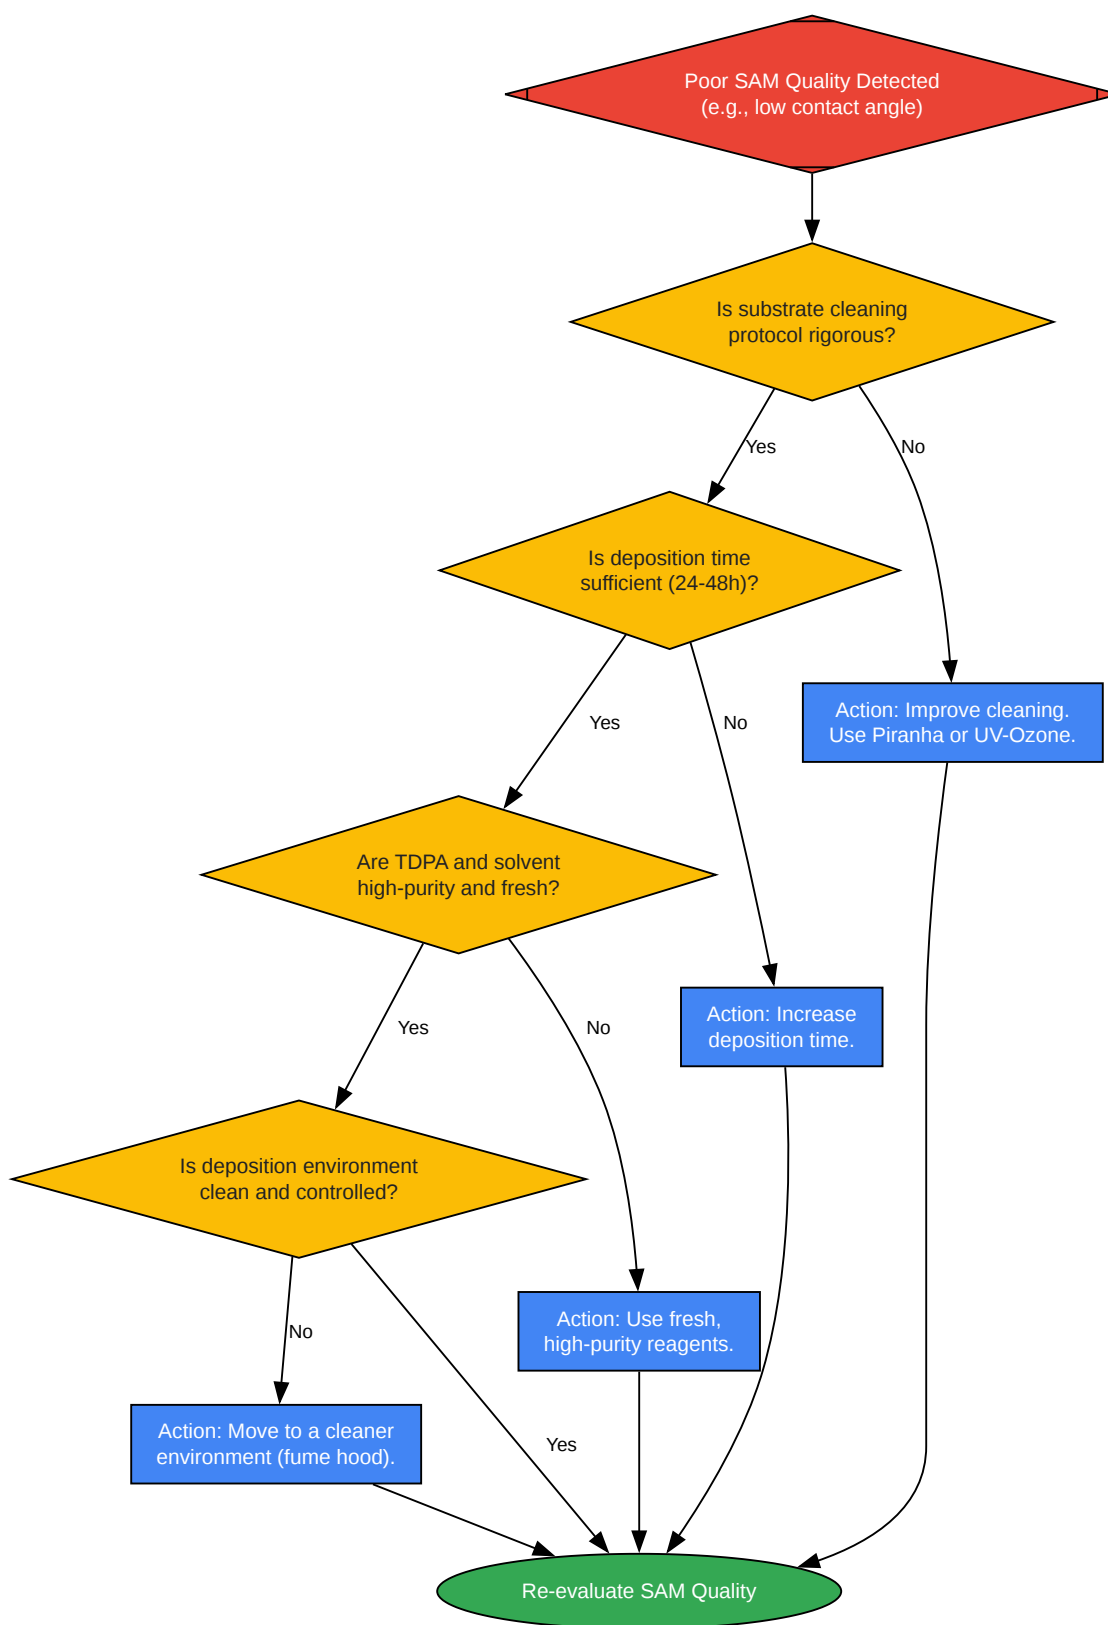 Poor SAM Quality Detected
(e.g., low contact angle)
Is substrate cleaning
protocol rigorous?
Yes
No
Is deposition time
sufficient (24-48h)?
Action: Improve cleaning.
Use Piranha or UV-Ozone.
Yes
No
Are TDPA and solvent
high-purity and fresh?
Action: Increase
deposition time.
Yes
No
Is deposition environment
clean and controlled?
Action: Use fresh,
high-purity reagents.
No
Action: Move to a cleaner
environment (fume hood).
Yes
Re-evaluate SAM Quality